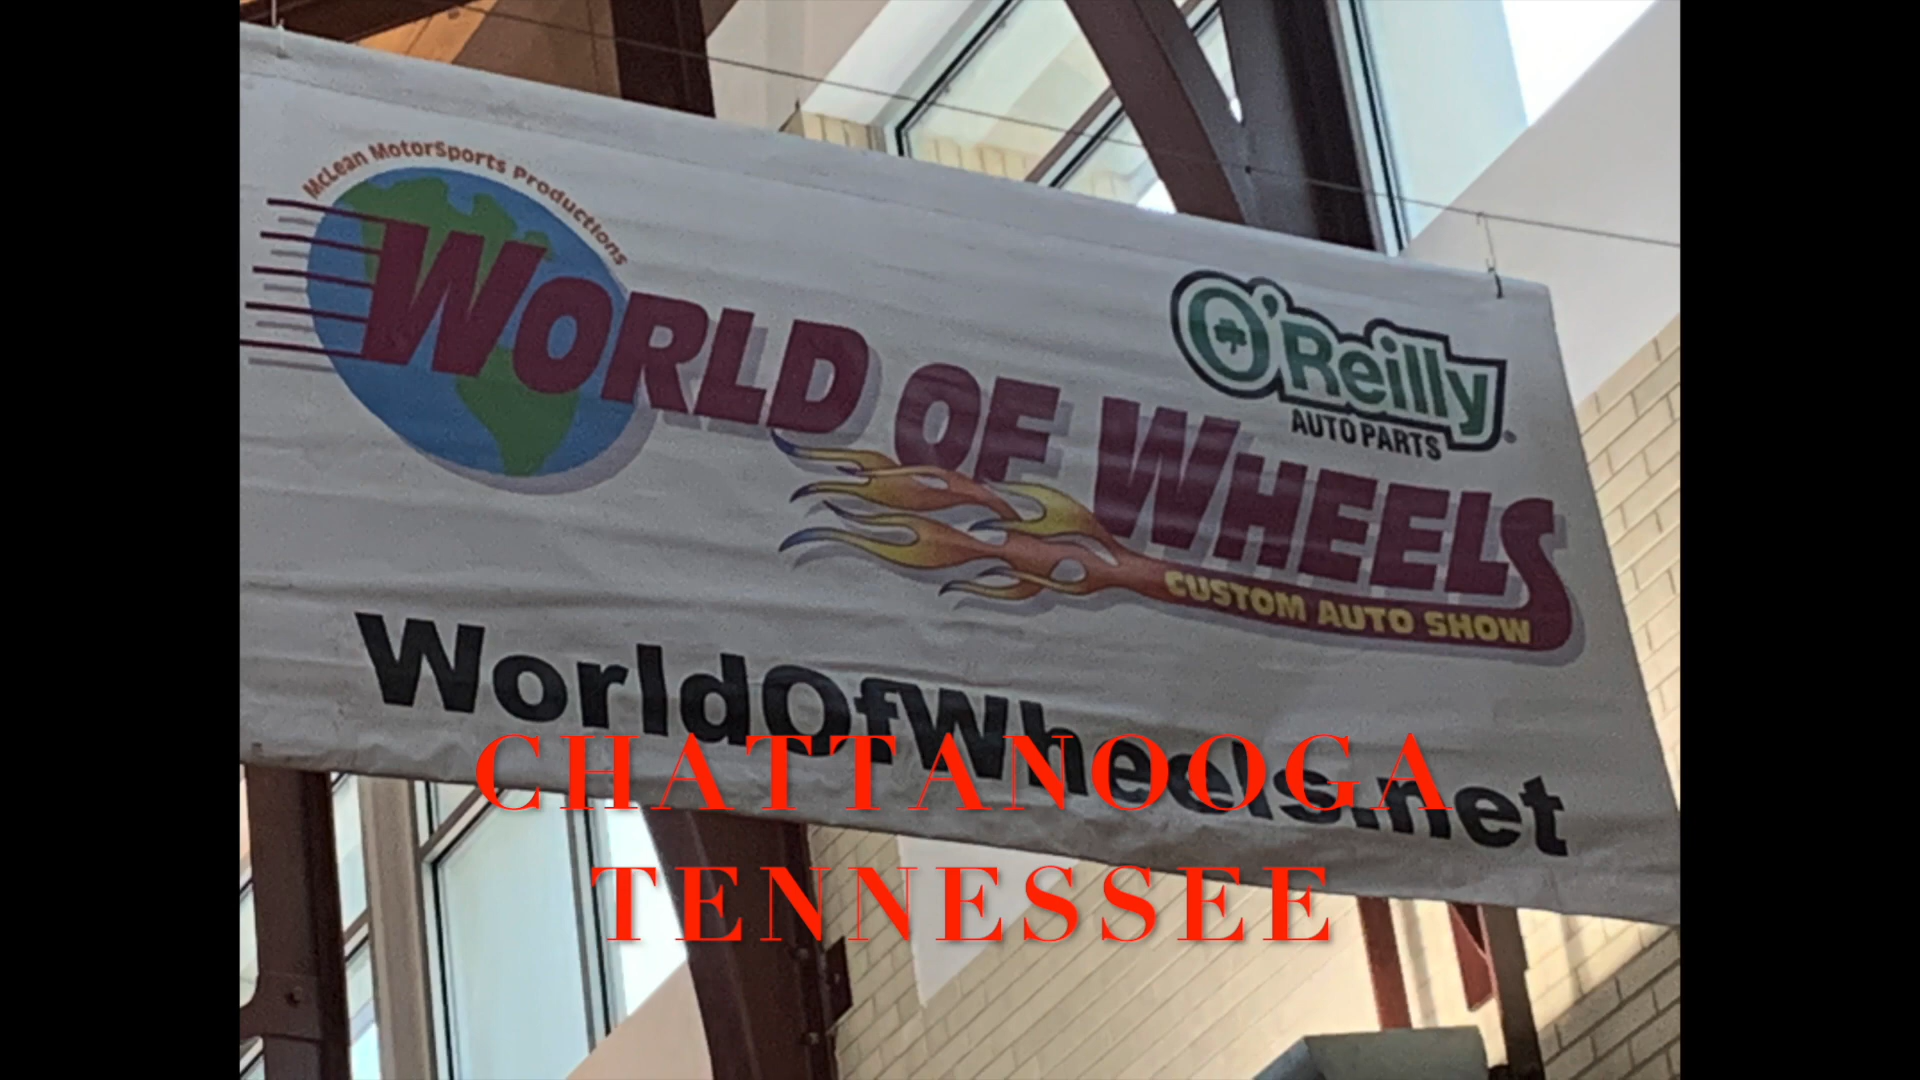 McLean MotorSports Productions
WORLD OF WHEELS
O'Reilly
AUTO PARTS
CUSTOM AUTO SHOW
WorldOfWheels.net
CHATTANOOGA
TENNESSEE